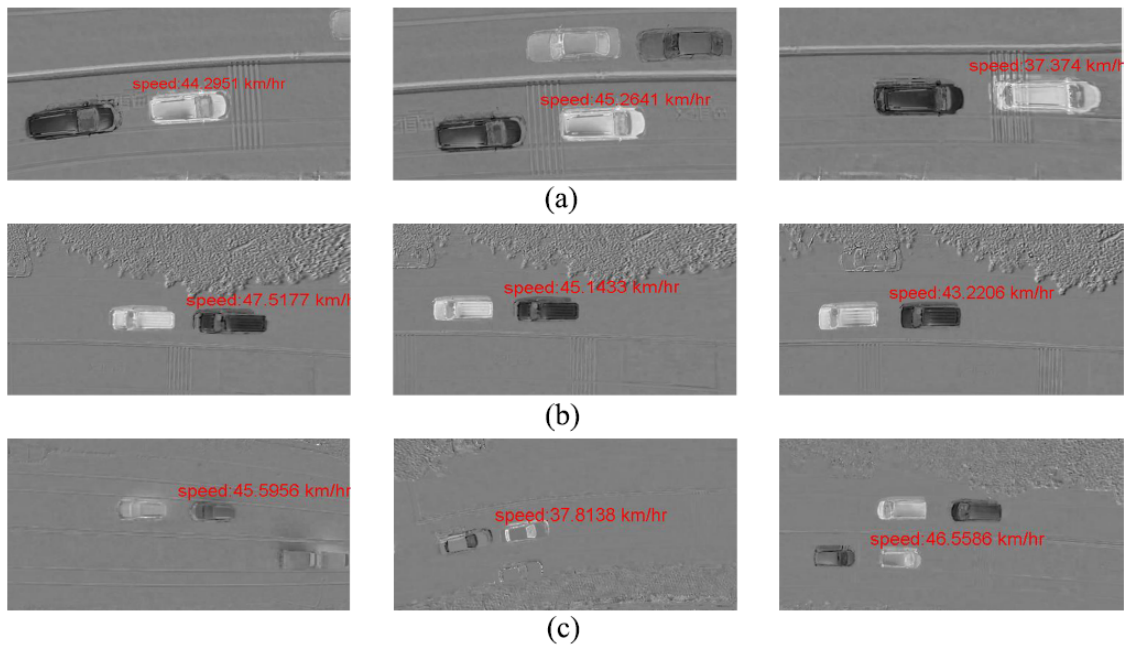 speed:44.2951 km/hr
speed:45.2641 km/hr
speed:37.374 km/h
(a)
speed:47.5177 km/h
speed:45.1433 km/hr
speed:43.2206 km/hr
(b)
speed:45.5956 km/hr
speed:37.8138 km/hr
speed:46.5586 km/hr
(c)